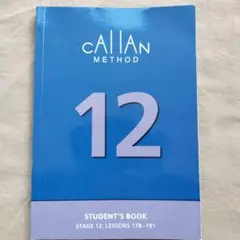 CAllAN
METHOD
12
STUDENT'S BOOK
STAGE 12: LESSONS 178–191